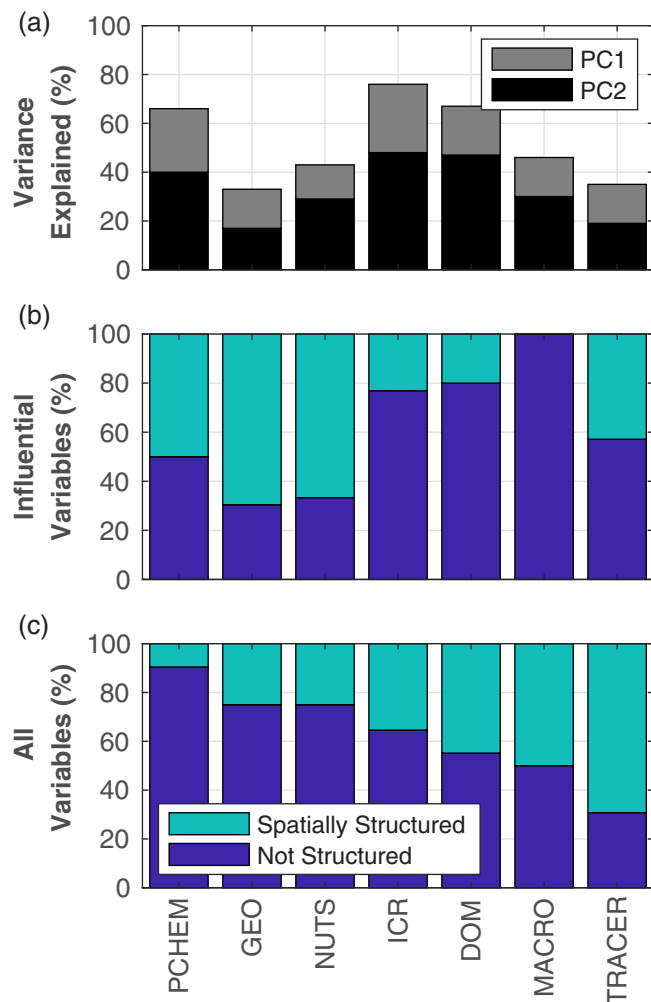 (a)
Variance
Explained (%)
100
80
60
40
20
0
PC1
PC2
(b)
Influential
Variables (%)
100
80
60
40
20
0
(c)
All
Variables (%)
100
80
60
40
20
0
Spatially Structured
Not Structured
PCHEM
GEO
NUTS
ICR
DOM
MACRO
TRACER